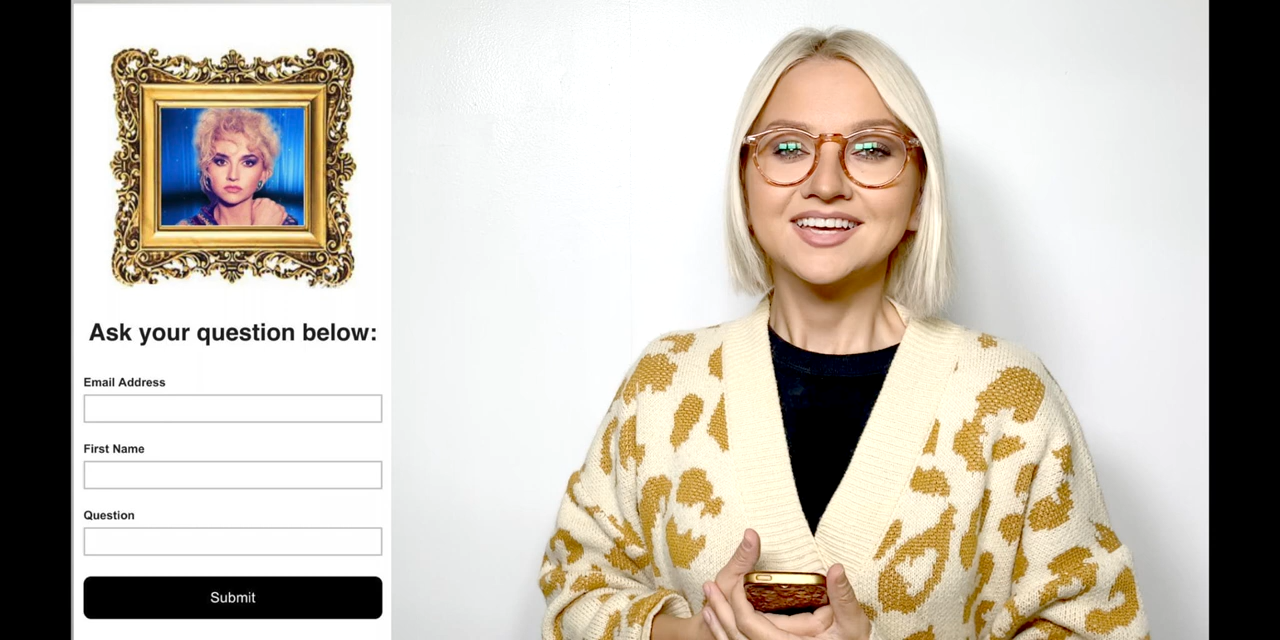 Ask your question below:
Email Address
First Name
Question
Submit